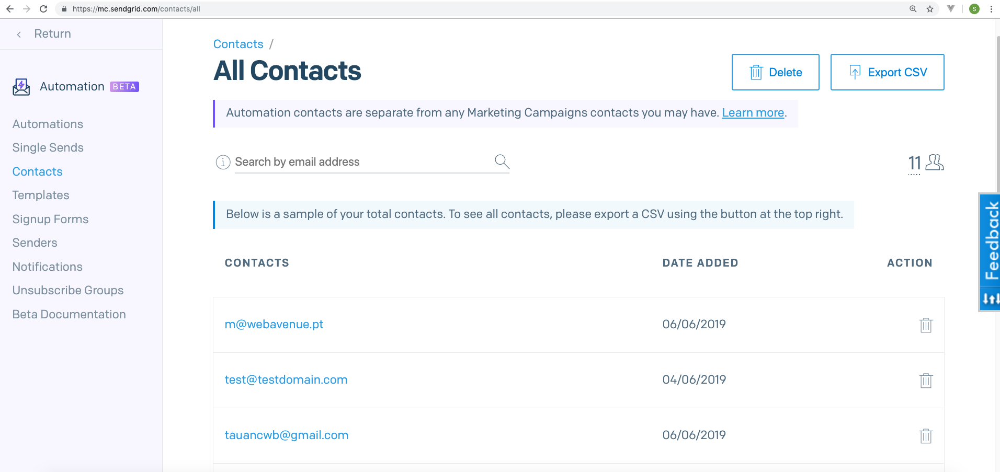 https://mc.sendgrid.com/contacts/all
S
Return
Automation BETA
Automations
Single Sends
Contacts
Templates
Signup Forms
Senders
Notifications
Unsubscribe Groups
Beta Documentation
Contacts /
All Contacts
Delete
Export CSV
Automation contacts are separate from any Marketing Campaigns contacts you may have. Learn more.
Search by email address
11
Below is a sample of your total contacts. To see all contacts, please export a CSV using the button at the top right.
CONTACTS DATE ADDED ACTION
m@webavenue.pt 06/06/2019
test@testdomain.com 04/06/2019
tauancwb@gmail.com 06/06/2019
Feedback